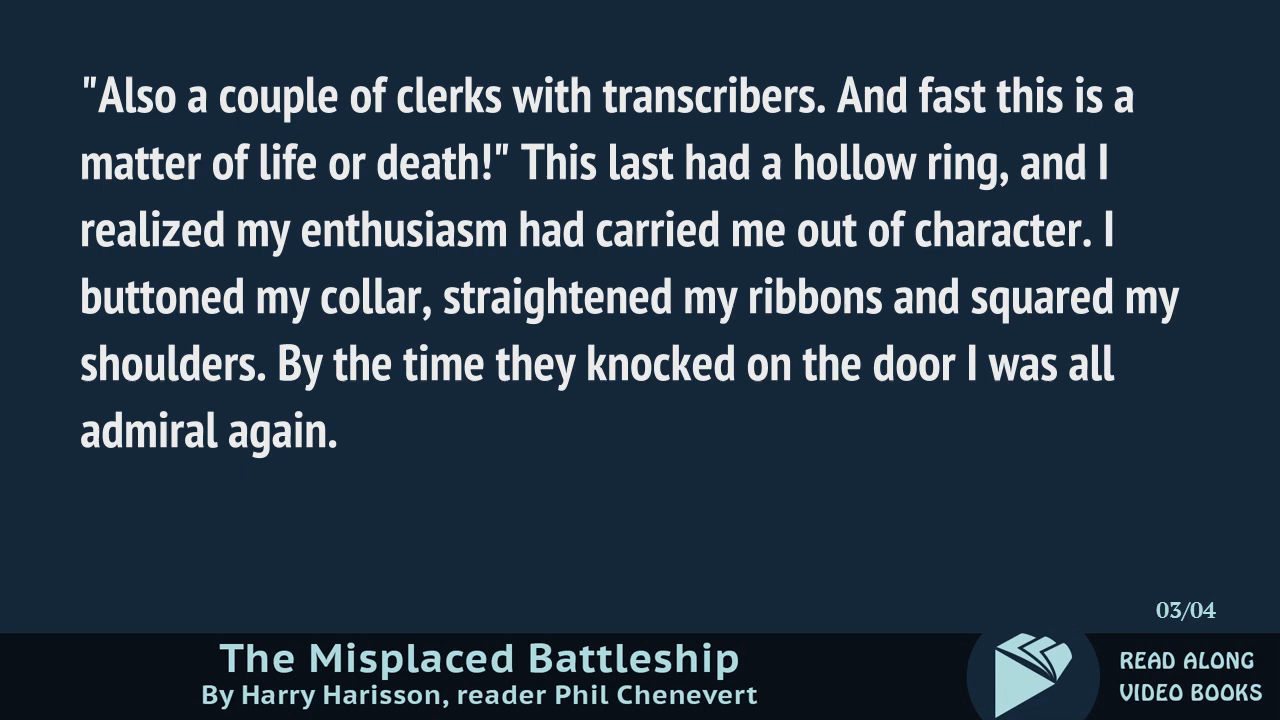 "Also a couple of clerks with transcribers. And fast this is a
matter of life or death!" This last had a hollow ring, and I
realized my enthusiasm had carried me out of character. I
buttoned my collar, straightened my ribbons and squared my
shoulders. By the time they knocked on the door I was all
admiral again.
03/04
The Misplaced Battleship
By Harry Harisson, reader Phil Chenevert
READ ALONG
VIDEO BOOKS